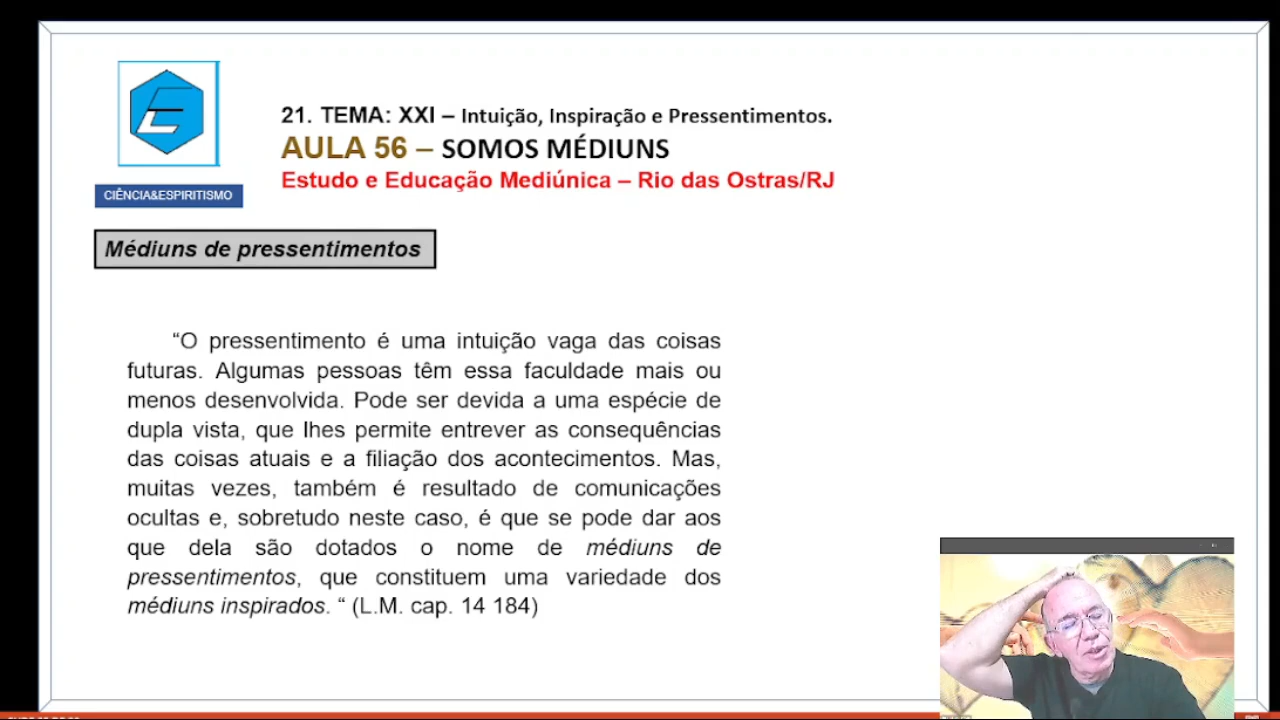 21. TEMA: XXI – Intuição, Inspiração e Pressentimentos.
AULA 56 – SOMOS MÉDIUNS
Estudo e Educação Mediúnica – Rio das Ostras/RJ
CIÊNCIA&ESPIRITISMO
Médiuns de pressentimentos
“O pressentimento é uma intuição vaga das coisas
futuras. Algumas pessoas têm essa faculdade mais ou
menos desenvolvida. Pode ser devida a uma espécie de
dupla vista, que lhes permite entrever as consequências
das coisas atuais e a filiação dos acontecimentos. Mas,
muitas vezes, também é resultado de comunicações
ocultas e, sobretudo neste caso, é que se pode dar aos
que dela são dotados o nome de médiuns de
pressentimentos, que constituem uma variedade dos
médiuns inspirados. “ (L.M. cap. 14 184)